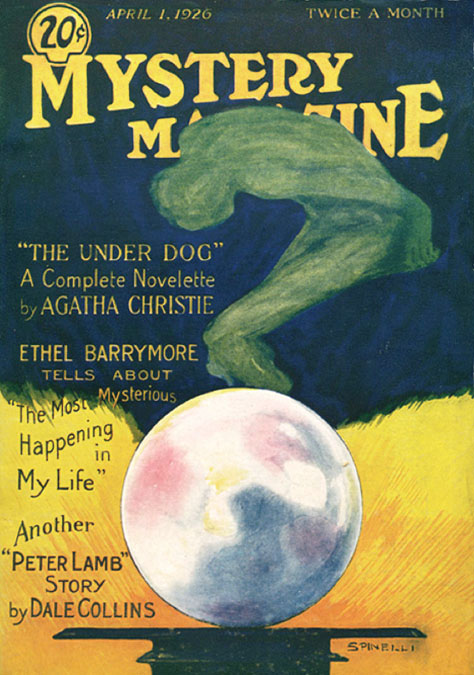 20¢
APRIL 1, 1926 TWICE A MONTH
MYSTERY
MAGAZINE
"THE UNDER DOG"
A Complete Novelette
by AGATHA CHRISTIE
ETHEL BARRYMORE
TELLS ABOUT
"The Most Mysterious
Happening
in
My Life"
Another
"PETER LAMB"
STORY
by DALE COLLINS
SPINELLI